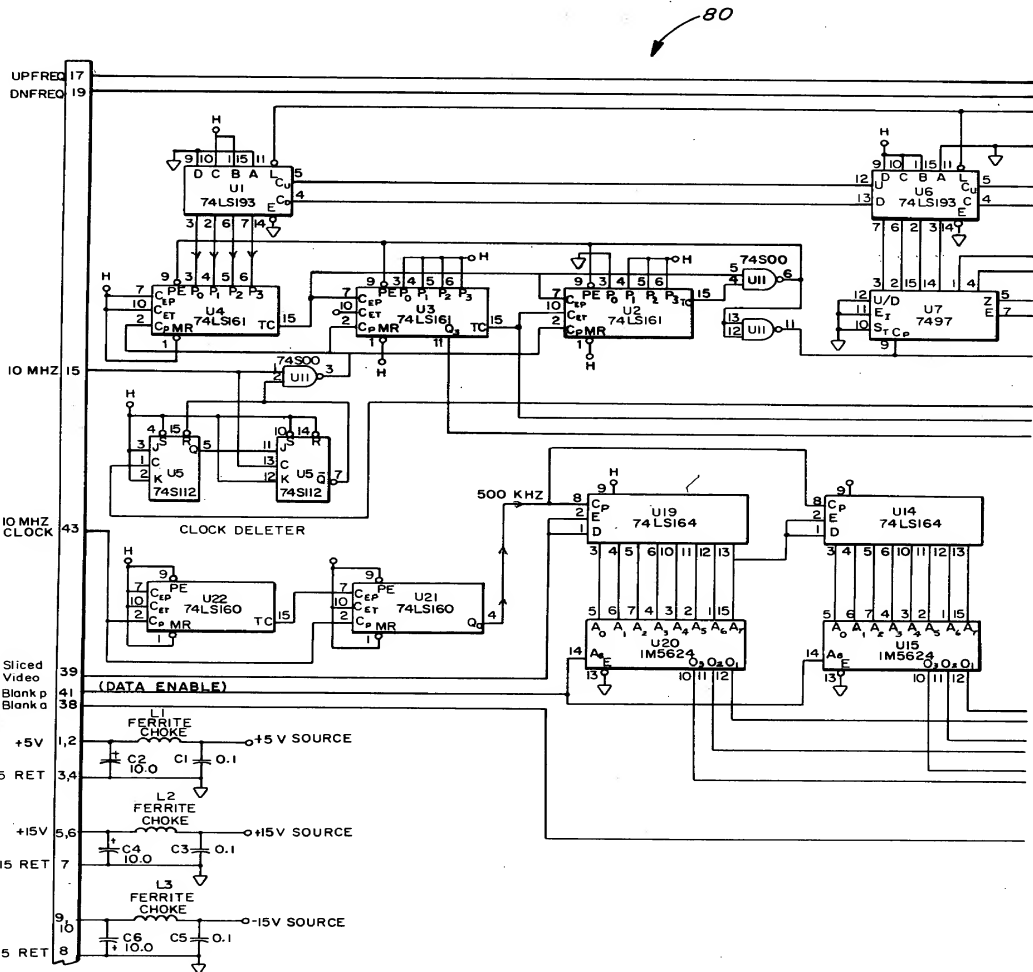 80
UPFREQ 17
DNFREQ 19
H
H
9 10 1 15 11
D C B A L
U1
74LS193
CU 5
CD 4
E
3 2 6 7 14
9 10 1 15 11
D C B A L
12 U
13 D
U6
74LS193
CU 5
C 4
E
7 6 2 3 14
H
9 3 4 5 6
PE P0 P1 P2 P3
7 CEP
10 CET
2 CP MR
U4
74LS161
TC 15
1
9 3 4 5 6
H
PE P0 P1 P2 P3
7 CEP
10 CET
2 CP MR
U3
74LS161
Q3 TC 15
1 11
H
9 3 4 5 6
H
PE P0 P1 P2 P3
7 CEP
10 CET
2 CP MR
U2
74LS161
TC 15
1
H
74S00
5
4
U11 6
13
12
U11 11
3 2 15 14 1 4
12 U/D
11 EI
10 ST CP
U7
7497
Z 5
E 7
9
10 MHZ 15
74S00
1
2
U11 3
H
4 15
S R
3 J
1 C
2 K
Q 5
U5
74S112
10 14
S R
11 J
13 C
12 K
U5
Q̄ 7
74S112
CLOCK DELETER
10 MHZ
CLOCK 43
H
9
PE
7 CEP
10 CET
2 CP MR
U22
74LS160
TC 15
1
H
9
PE
7 CEP
10 CET
2 CP MR
U21
74LS160
Q0 4
1
500 KHZ
H
9
8 CP
2 E
1 D
U19
74LS164
3 4 5 6 10 11 12 13
H
9
8 CP
2 E
1 D
U14
74LS164
3 4 5 6 10 11 12 13
5 6 7 4 3 2 1 15
A0 A1 A2 A3 A4 A5 A6 A7
14 A8
E
U20
IM5624
O3 O2 O1
13 10 11 12
5 6 7 4 3 2 1 15
A0 A1 A2 A3 A4 A5 A6 A7
14 A8
E
U15
IM5624
O3 O2 O1
13 10 11 12
Sliced
Video 39
Blank p 41 (DATA ENABLE)
Blank a 38
L1
FERRITE
CHOKE
+5V 1,2
+5 V SOURCE
+
C2
10.0
C1 0.1
5 RET 3,4
L2
FERRITE
CHOKE
+15V 5,6
+15V SOURCE
+
C4
10.0
C3 0.1
15 RET 7
L3
FERRITE
CHOKE
9,
10
-15V SOURCE
C6
+ 10.0
C5 0.1
5 RET 8